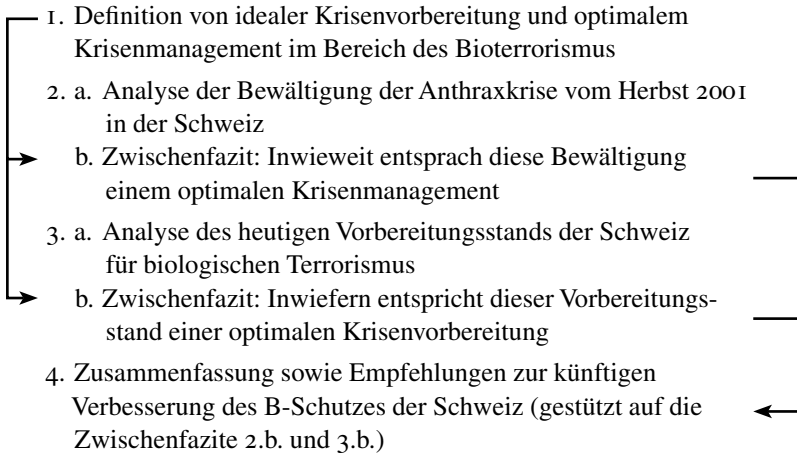 1. Definition von idealer Krisenvorbereitung und optimalem
Krisenmanagement im Bereich des Bioterrorismus
2. a. Analyse der Bewältigung der Anthraxkrise vom Herbst 2001
in der Schweiz
b. Zwischenfazit: Inwieweit entsprach diese Bewältigung
einem optimalen Krisenmanagement
3. a. Analyse des heutigen Vorbereitungsstands der Schweiz
für biologischen Terrorismus
b. Zwischenfazit: Inwiefern entspricht dieser Vorbereitungs-
stand einer optimalen Krisenvorbereitung
4. Zusammenfassung sowie Empfehlungen zur künftigen
Verbesserung des B-Schutzes der Schweiz (gestützt auf die
Zwischenfazite 2.b. und 3.b.)